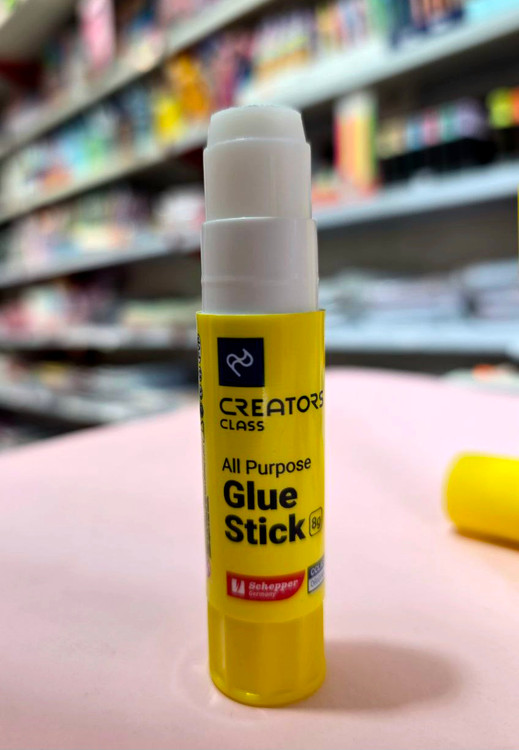 CREATORS
CLASS
All Purpose
Glue
Stick 8g
Schepper
Germany